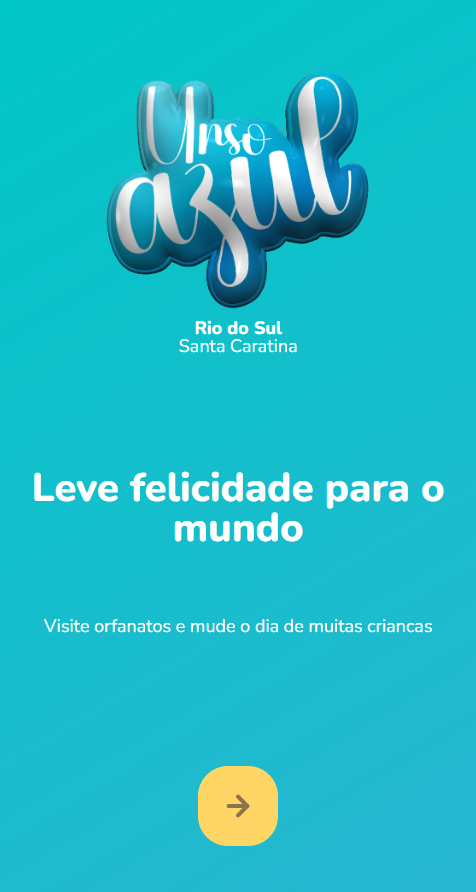 Urso
azul
Rio do Sul
Santa Caratina
Leve felicidade para o
mundo
Visite orfanatos e mude o dia de muitas criancas